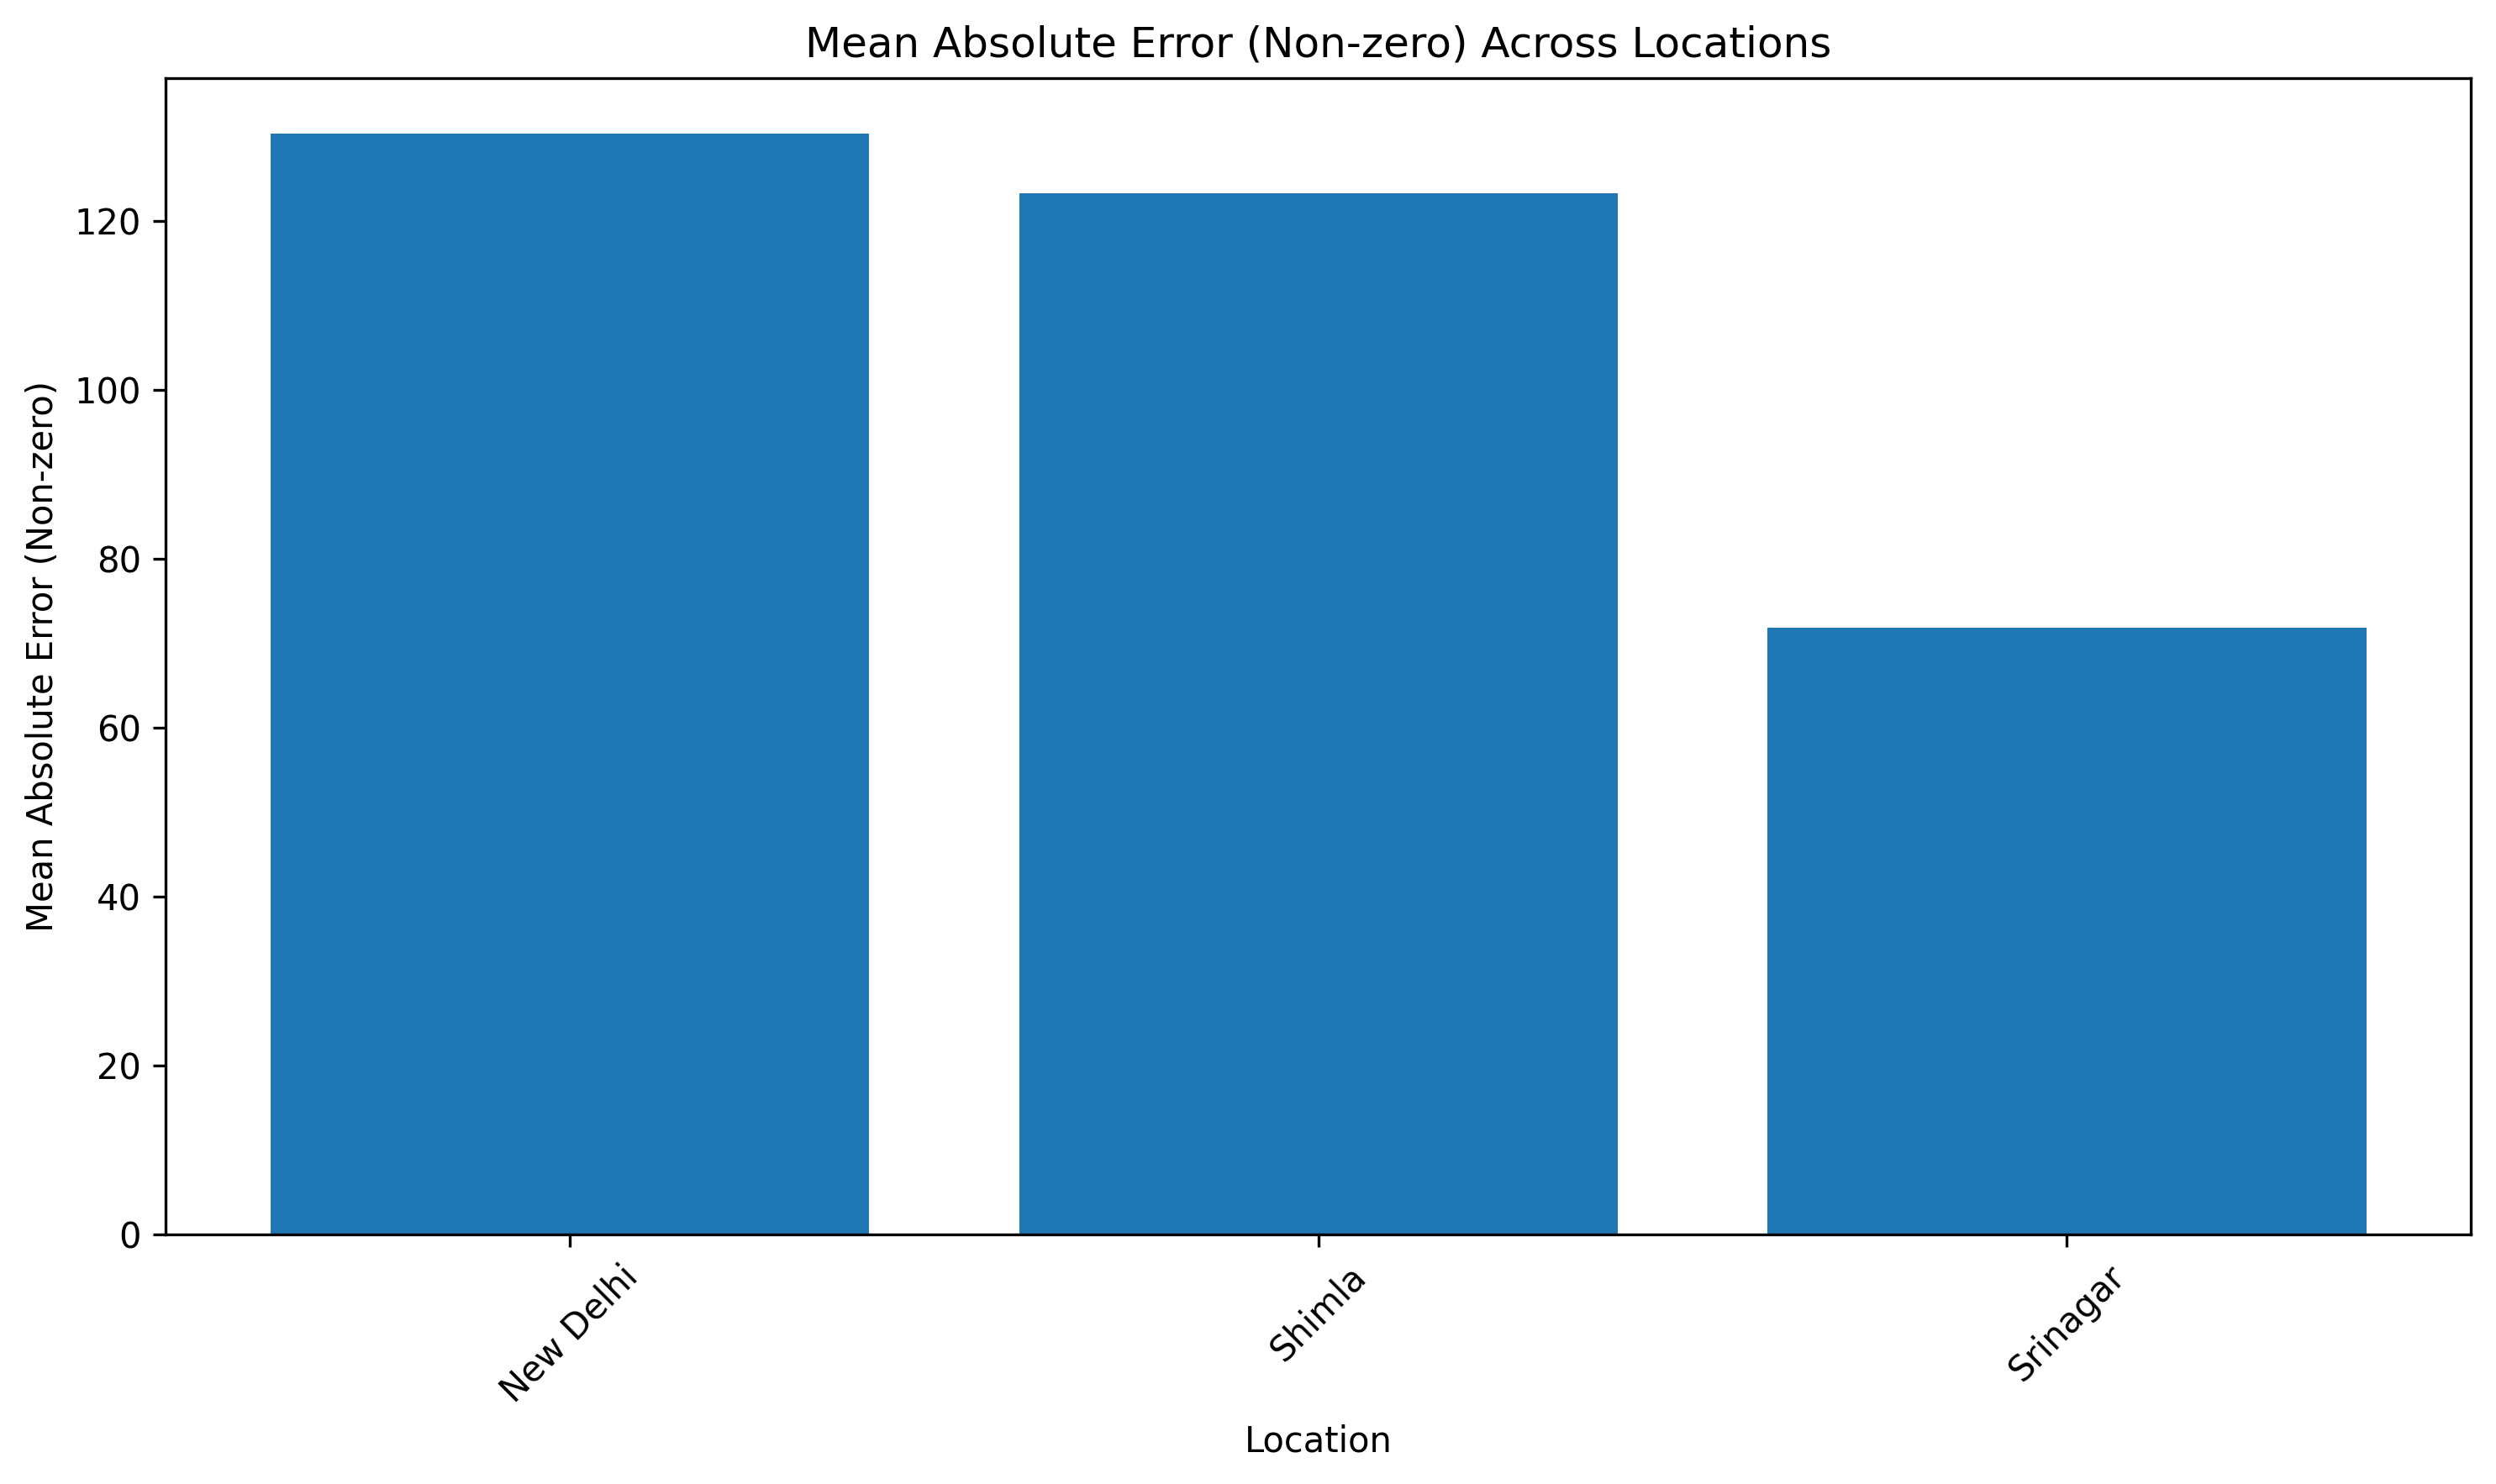 Mean Absolute Error (Non-zero) Across Locations
Mean Absolute Error (Non-zero)
120
100
80
60
40
20
0
New Delhi
Shimla
Srinagar
Location